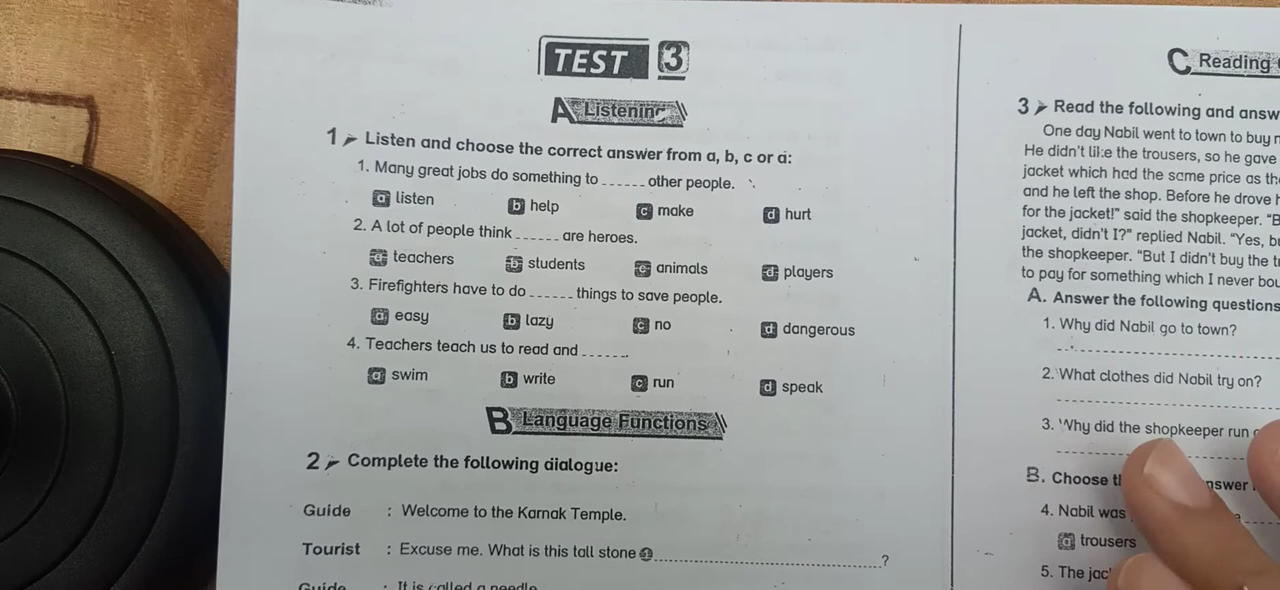 TEST 3
A Listening
1 ➤ Listen and choose the correct answer from a, b, c or d:
1. Many great jobs do something to ...... other people.
a listen b help c make d hurt
2. A lot of people think ...... are heroes.
a teachers b students c animals d players
3. Firefighters have to do ...... things to save people.
a easy b lazy c no d dangerous
4. Teachers teach us to read and ......
a swim b write c run d speak
B Language Functions
2 ➤ Complete the following dialogue:
Guide : Welcome to the Karnak Temple.
Tourist : Excuse me. What is this tall stone 1 ......?
Guide : It is called a needle
C Reading
3 ➤ Read the following and answ
One day Nabil went to town to buy
He didn't like the trousers, so he gave
jacket which had the same price as
and he left the shop. Before he drove
for the jacket!" said the shopkeeper.
jacket, didn't I?" replied Nabil. "Yes,
the shopkeeper. "But I didn't buy the
to pay for something which I never
A. Answer the following questions
1. Why did Nabil go to town?
2. What clothes did Nabil try on?
3. Why did the shopkeeper run
B. Choose
4. Nabil was
a trousers
5. The